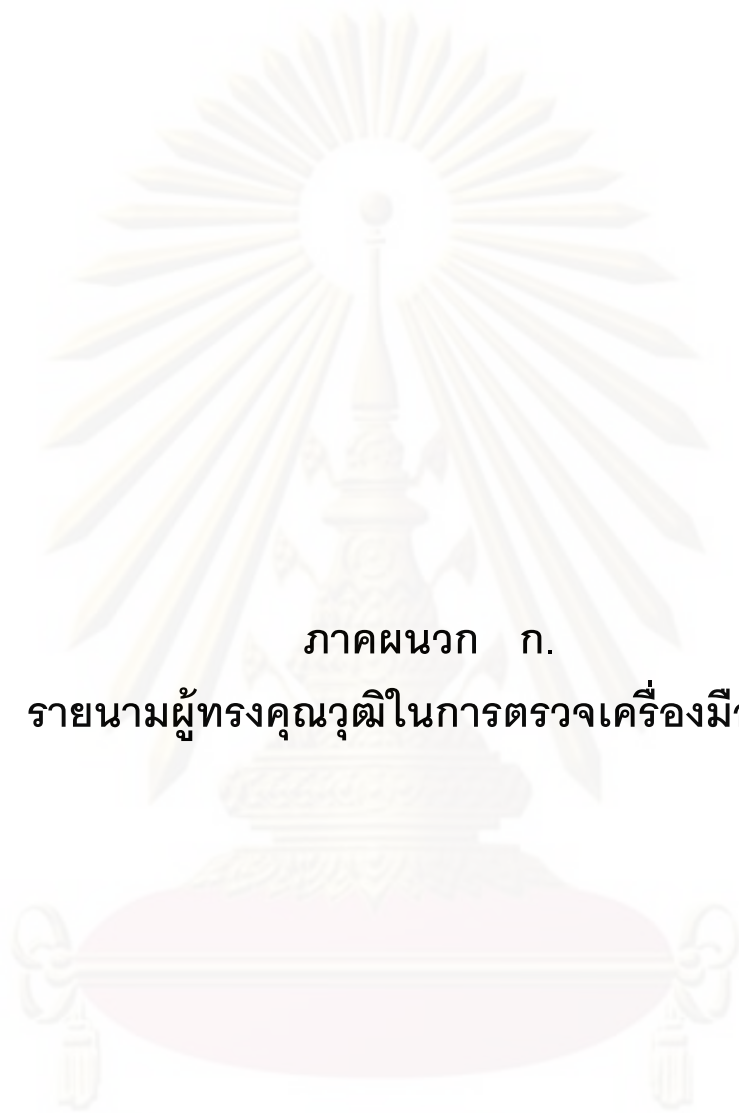 ภาคผนวก ก.
รายนามผู้ทรงคุณวุฒิในการตรวจเครื่องมือ